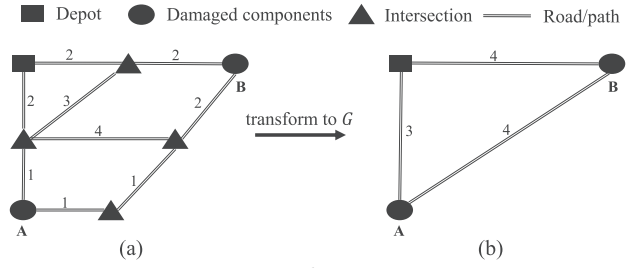 Depot Damaged components Intersection Road/path
2 2
B
2 3 2
4
1 1
1
A
(a)
transform to G
4
B
3 4
A
(b)